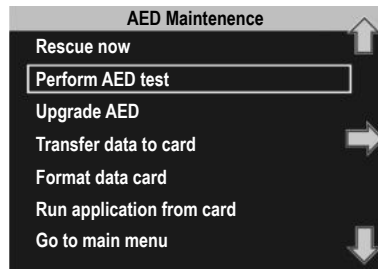 AED Maintenence
Rescue now
Perform AED test
Upgrade AED
Transfer data to card
Format data card
Run application from card
Go to main menu